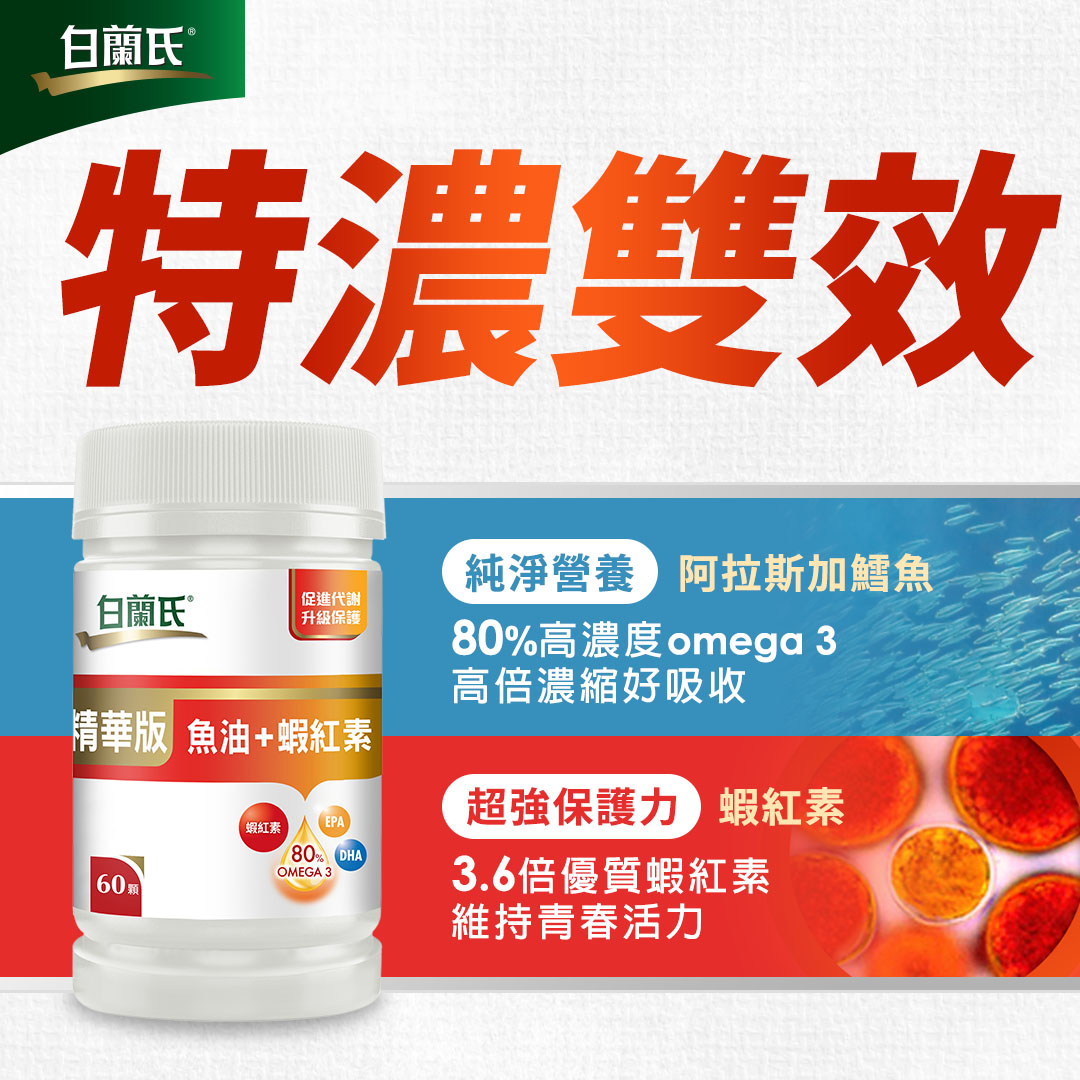 白蘭氏®
特濃雙效
白蘭氏®
促進代謝
升級保護
精華版 魚油+蝦紅素
蝦紅素
EPA
DHA
80%
OMEGA 3
60顆
純淨營養 阿拉斯加鱈魚
80%高濃度omega 3
高倍濃縮好吸收
超強保護力 蝦紅素
3.6倍優質蝦紅素
維持青春活力